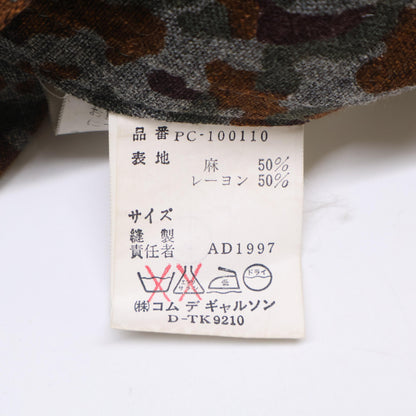 品番 PC-100110
表地 麻 50%
レーヨン 50%
サイズ
縫製
責任者 AD1997
ドライ
(株)コム デ ギャルソン
D-TK9210